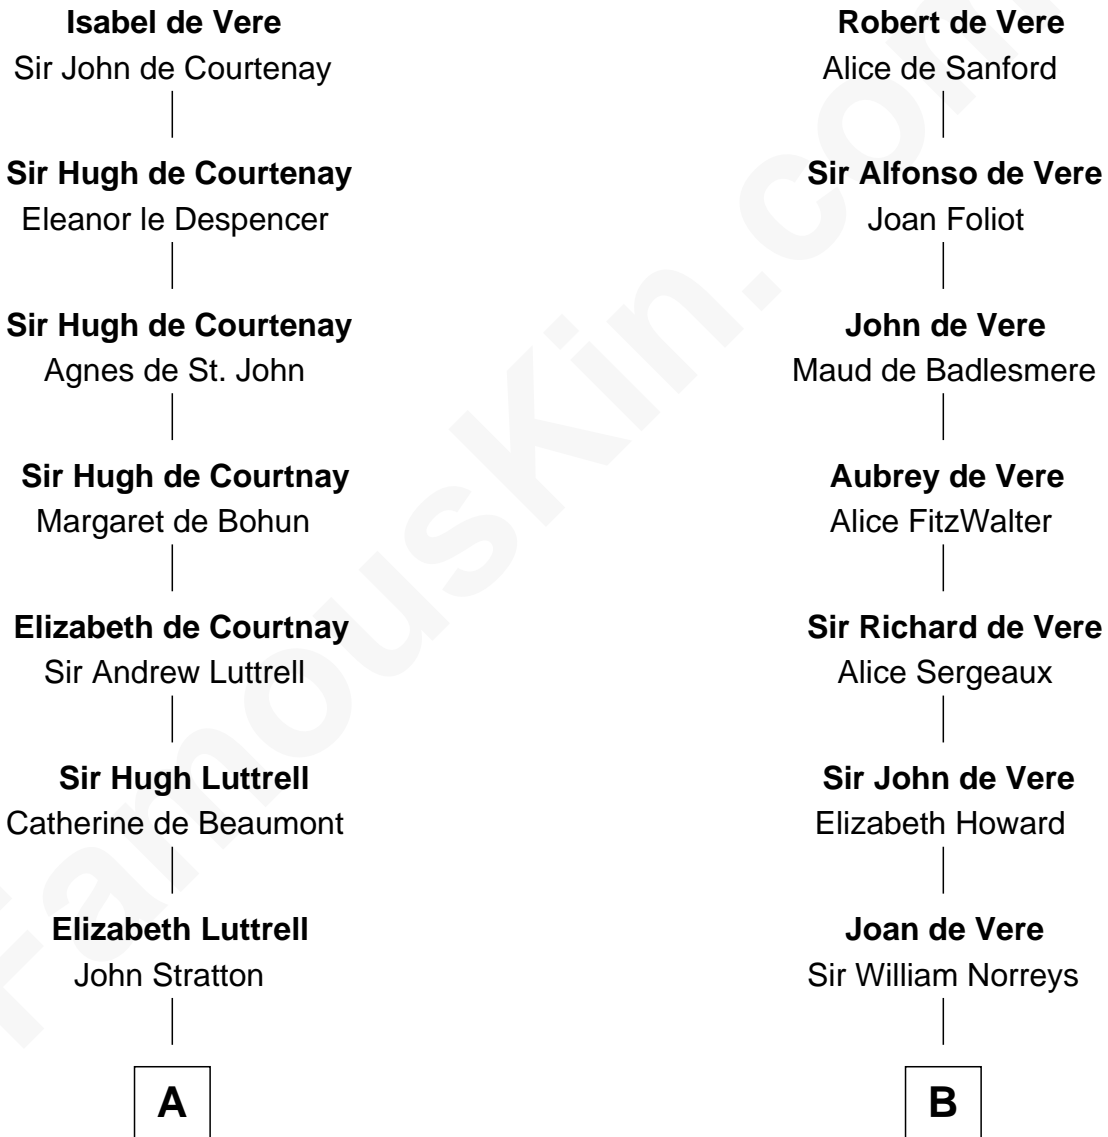 Isabel de Vere
Sir John de Courtenay
Sir Hugh de Courtenay
Eleanor le Despencer
Sir Hugh de Courtenay
Agnes de St. John
Sir Hugh de Courtnay
Margaret de Bohun
Elizabeth de Courtnay
Sir Andrew Luttrell
Sir Hugh Luttrell
Catherine de Beaumont
Elizabeth Luttrell
John Stratton
A
Robert de Vere
Alice de Sanford
Sir Alfonso de Vere
Joan Foliot
John de Vere
Maud de Badlesmere
Aubrey de Vere
Alice FitzWalter
Sir Richard de Vere
Alice Sergeaux
Sir John de Vere
Elizabeth Howard
Joan de Vere
Sir William Norreys
B
FamousKin.com